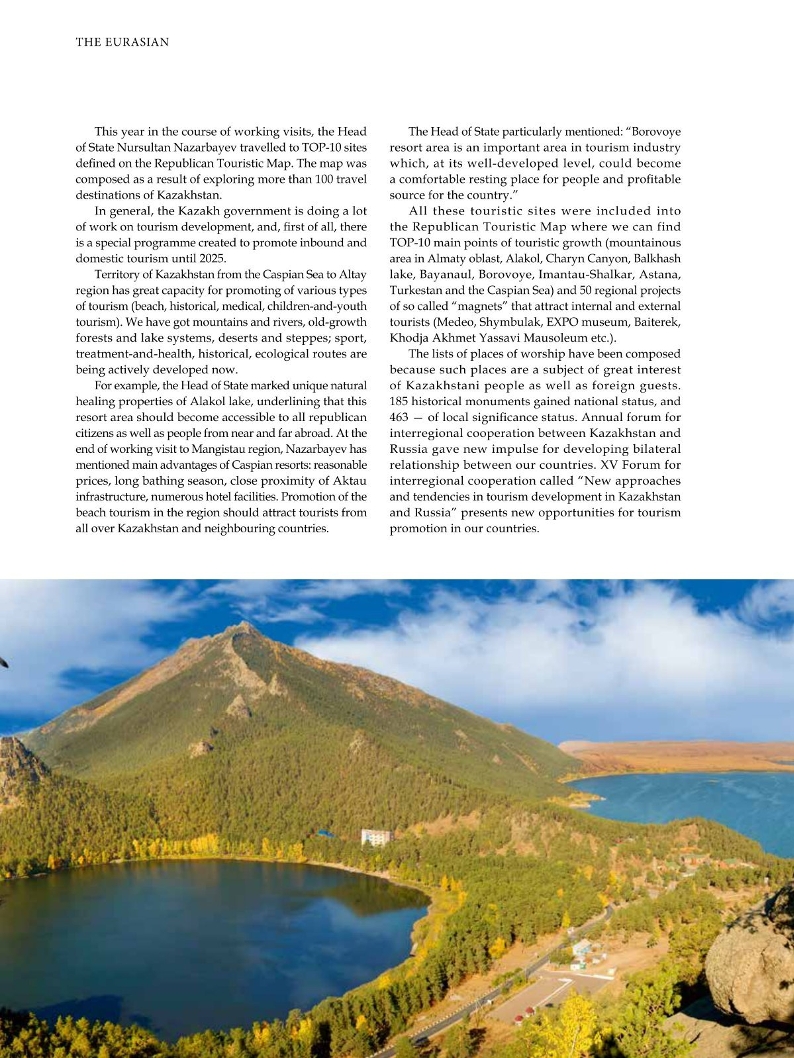 THE EURASIAN
This year in the course of working visits, the Head
of State Nursultan Nazarbayev travelled to TOP-10 sites
defined on the Republican Touristic Map. The map was
composed as a result of exploring more than 100 travel
destinations of Kazakhstan.
In general, the Kazakh government is doing a lot
of work on tourism development, and, first of all, there
is a special programme created to promote inbound and
domestic tourism until 2025.
Territory of Kazakhstan from the Caspian Sea to Altay
region has great capacity for promoting of various types
of tourism (beach, historical, medical, children-and-youth
tourism). We have got mountains and rivers, old-growth
forests and lake systems, deserts and steppes; sport,
treatment-and-health, historical, ecological routes are
being actively developed now.
For example, the Head of State marked unique natural
healing properties of Alakol lake, underlining that this
resort area should become accessible to all republican
citizens as well as people from near and far abroad. At the
end of working visit to Mangistau region, Nazarbayev has
mentioned main advantages of Caspian resorts: reasonable
prices, long bathing season, close proximity of Aktau
infrastructure, numerous hotel facilities. Promotion of the
beach tourism in the region should attract tourists from
all over Kazakhstan and neighbouring countries.
The Head of State particularly mentioned: “Borovoye
resort area is an important area in tourism industry
which, at its well-developed level, could become
a comfortable resting place for people and profitable
source for the country.”
All these touristic sites were included into
the Republican Touristic Map where we can find
TOP-10 main points of touristic growth (mountainous
area in Almaty oblast, Alakol, Charyn Canyon, Balkhash
lake, Bayanaul, Borovoye, Imantau-Shalkar, Astana,
Turkestan and the Caspian Sea) and 50 regional projects
of so called “magnets” that attract internal and external
tourists (Medeo, Shymbulak, EXPO museum, Baiterek,
Khodja Akhmet Yassavi Mausoleum etc.).
The lists of places of worship have been composed
because such places are a subject of great interest
of Kazakhstani people as well as foreign guests.
185 historical monuments gained national status, and
463 — of local significance status. Annual forum for
interregional cooperation between Kazakhstan and
Russia gave new impulse for developing bilateral
relationship between our countries. XV Forum for
interregional cooperation called “New approaches
and tendencies in tourism development in Kazakhstan
and Russia” presents new opportunities for tourism
promotion in our countries.